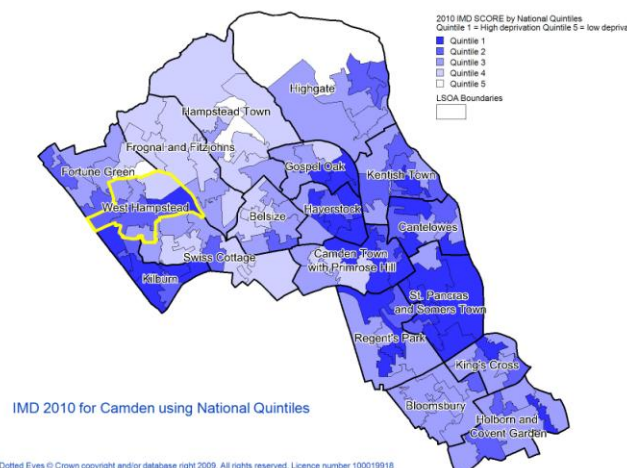 2010 IMD SCORE by National Quintiles
Quintile 1 = High deprivation Quintile 5 = low depriva
Quintile 1
Quintile 2
Quintile 3
Quintile 4
Quintile 5
LSOA Boundaries
Highgate
Hampstead Town
Frognal and Fitzjohns
Gospel Oak
Kentish Town
Fortune Green
West Hampstead
Belsize
Haverstock
Cantelowes
Swiss Cottage
Camden Town
with Primrose Hill
Kilburn
St. Pancras
and Somers Town
Regent's Park
King's Cross
Bloomsbury
Holborn and
Covent Garden
IMD 2010 for Camden using National Quintiles
Dotted Eyes © Crown copyright and/or database right 2009. All rights reserved. Licence number 100019918